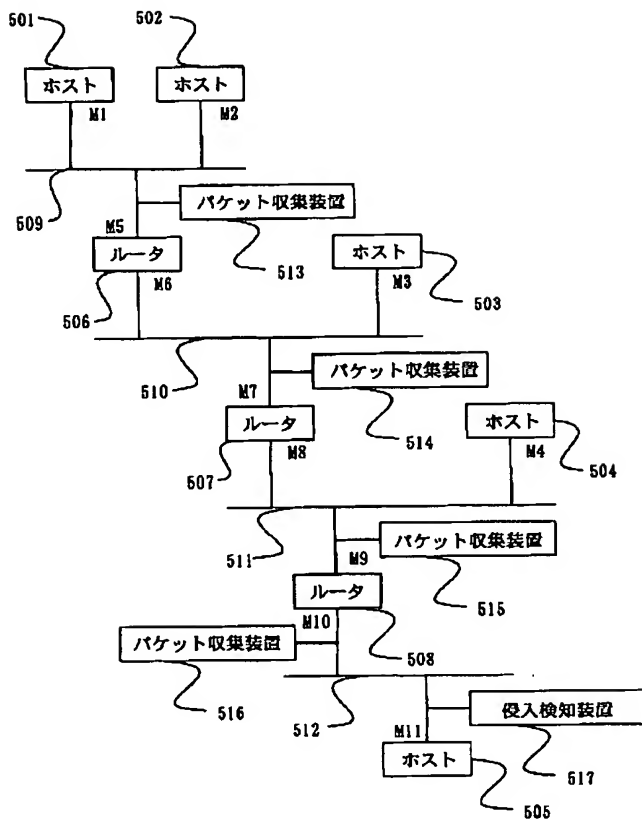 501
502
ホスト
ホスト
M1
M2
509
M5
パケット収集装置
ルータ
M6
513
ホスト
M3
503
506
510
M7
パケット収集装置
ルータ
M8
514
ホスト
M4
504
507
511
M9
パケット収集装置
ルータ
M10
515
パケット収集装置
508
516
512
M11
侵入検知装置
ホスト
517
505